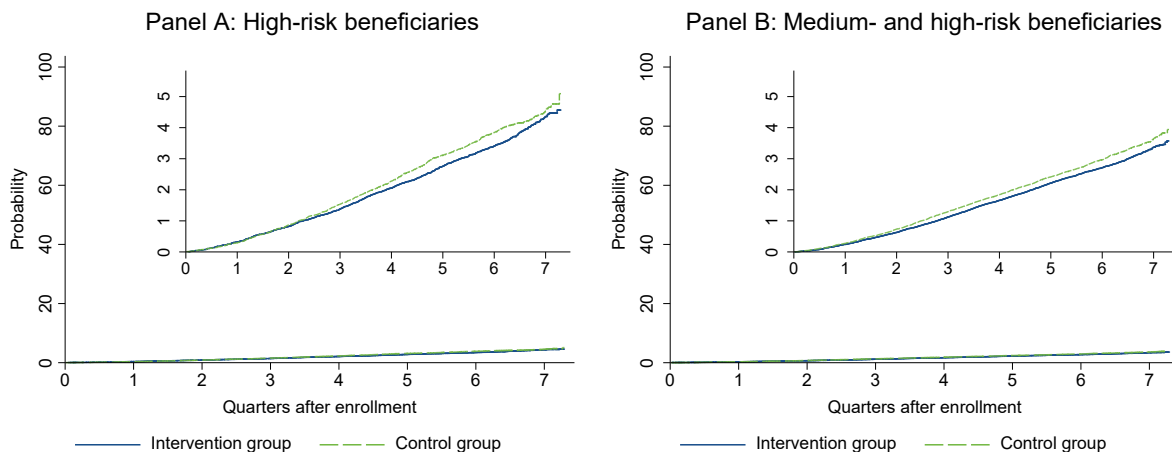 Panel A: High-risk beneficiaries
Probability
100
80
60
40
20
0
5
4
3
2
1
0
0 1 2 3 4 5 6 7
0 1 2 3 4 5 6 7
Quarters after enrollment
Intervention group Control group
Panel B: Medium- and high-risk beneficiaries
Probability
100
80
60
40
20
0
5
4
3
2
1
0
0 1 2 3 4 5 6 7
0 1 2 3 4 5 6 7
Quarters after enrollment
Intervention group Control group